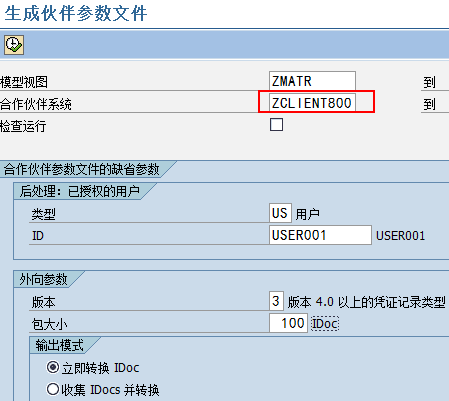 生成伙伴参数文件
模型视图 ZMATR 到
合作伙伴系统 ZCLIENT800 到
检查运行
合作伙伴参数文件的缺省参数
后处理：已授权的用户
类型 US 用户
ID USER001 USER001
外向参数
版本 3 版本 4.0 以上的凭证记录类型
包大小 100 IDoc
输出模式
立即转换 IDoc
收集 IDocs 并转换